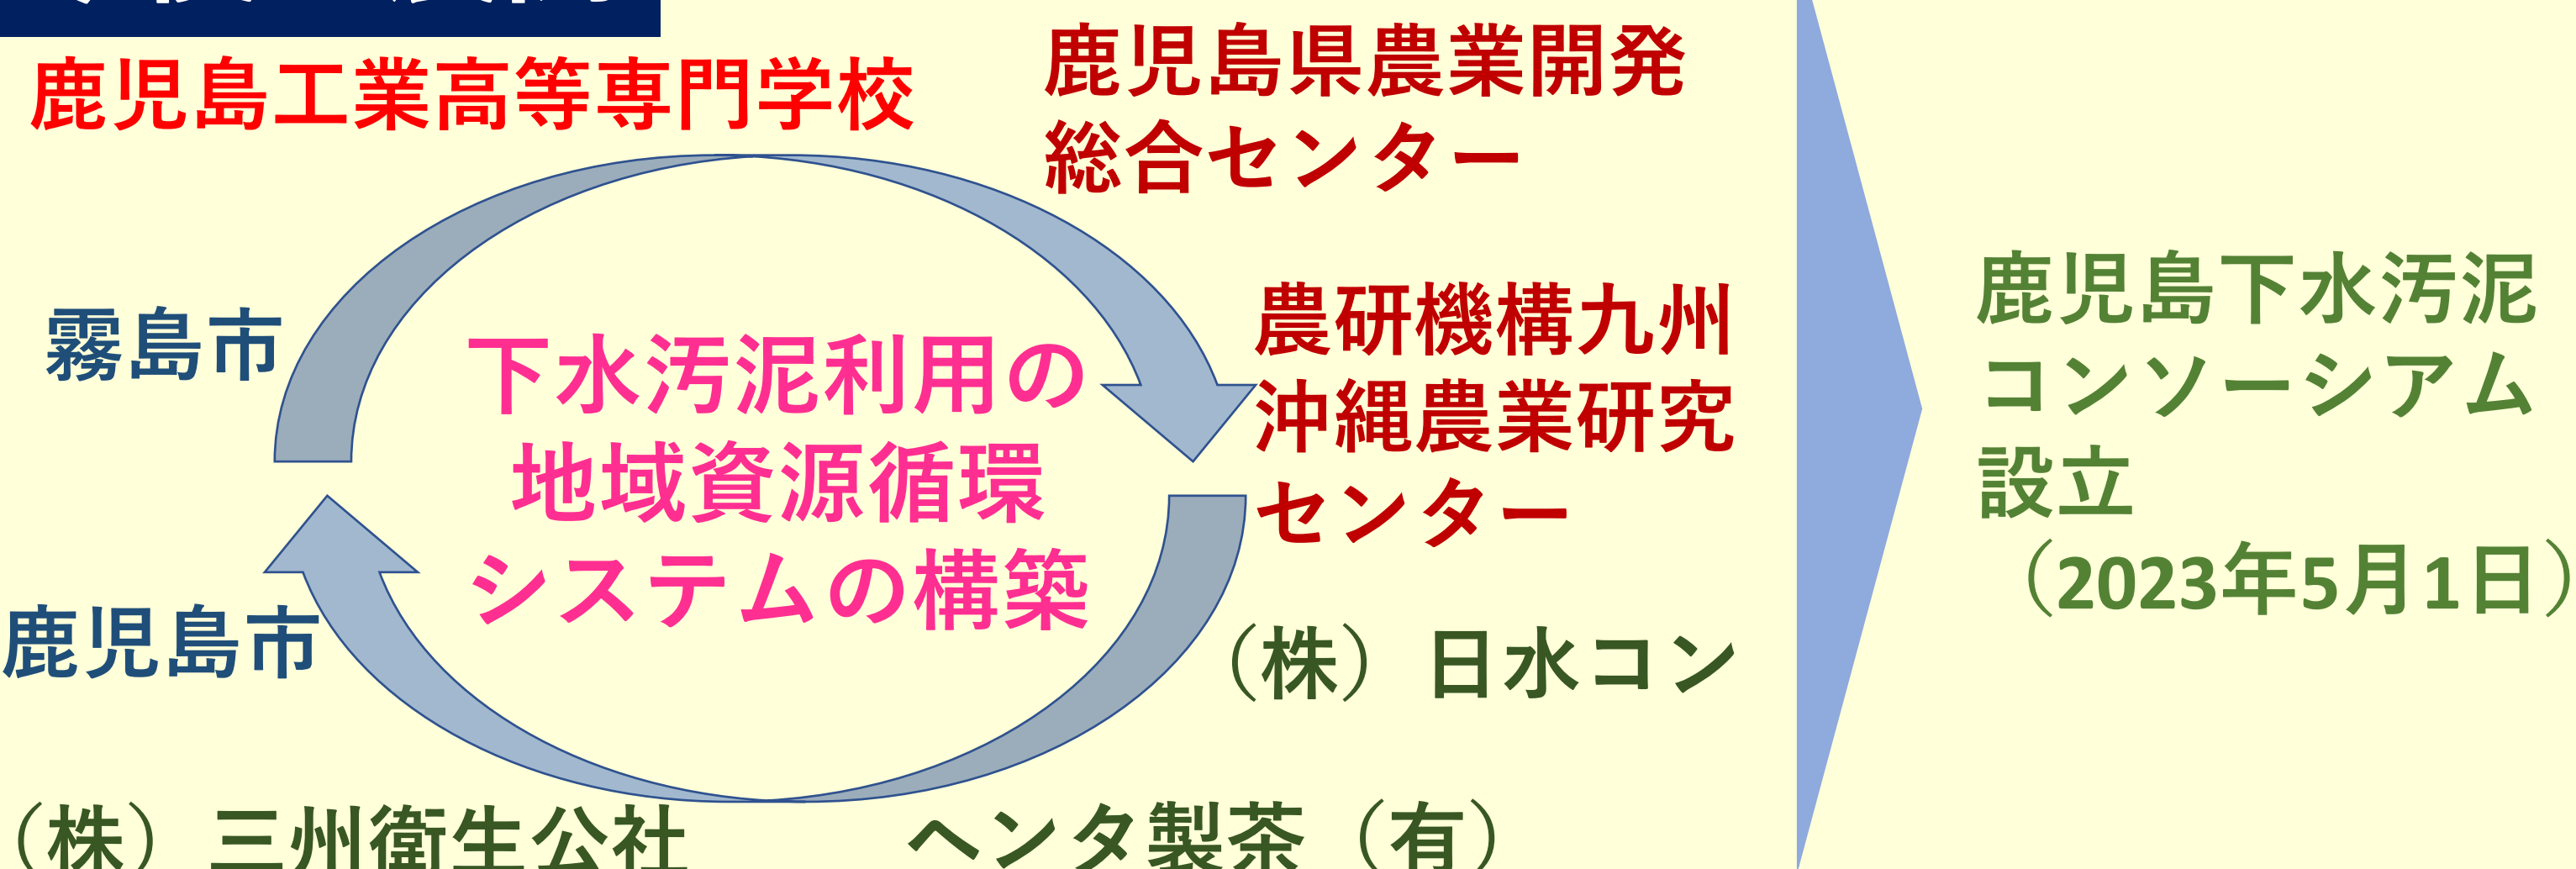 鹿児島工業高等専門学校
鹿児島県農業開発
総合センター
霧島市
下水汚泥利用の
地域資源循環
システムの構築
農研機構九州
沖縄農業研究
センター
鹿児島市
（株）日水コン
（株）三州衛生公社
ヘンタ製茶（有）
鹿児島下水汚泥
コンソーシアム
設立
（2023年5月1日）